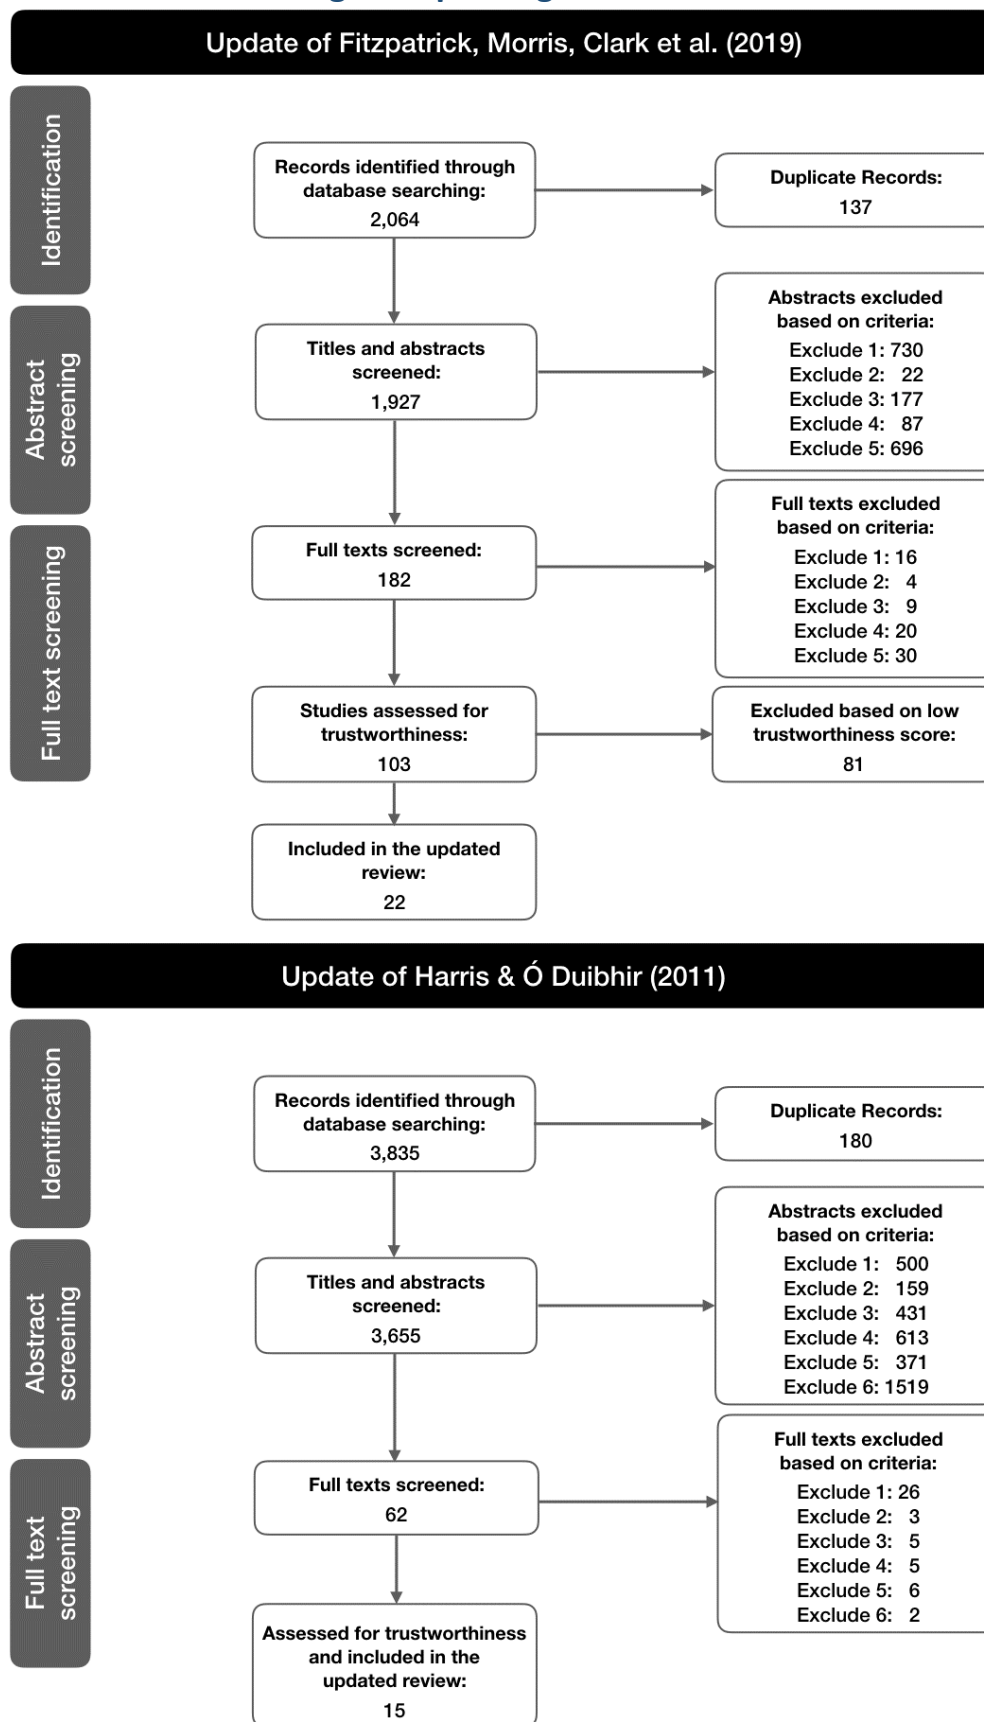 Update of Fitzpatrick, Morris, Clark et al. (2019)
Identification
Records identified through
database searching:
2,064
Duplicate Records:
137
Abstract
screening
Titles and abstracts
screened:
1,927
Abstracts excluded
based on criteria:
Exclude 1: 730
Exclude 2: 22
Exclude 3: 177
Exclude 4: 87
Exclude 5: 696
Full text screening
Full texts screened:
182
Full texts excluded
based on criteria:
Exclude 1: 16
Exclude 2: 4
Exclude 3: 9
Exclude 4: 20
Exclude 5: 30
Studies assessed for
trustworthiness:
103
Excluded based on low
trustworthiness score:
81
Included in the updated
review:
22
Update of Harris & Ó Duibhir (2011)
Identification
Records identified through
database searching:
3,835
Duplicate Records:
180
Abstract
screening
Titles and abstracts
screened:
3,655
Abstracts excluded
based on criteria:
Exclude 1: 500
Exclude 2: 159
Exclude 3: 431
Exclude 4: 613
Exclude 5: 371
Exclude 6: 1519
Full text
screening
Full texts screened:
62
Full texts excluded
based on criteria:
Exclude 1: 26
Exclude 2: 3
Exclude 3: 5
Exclude 4: 5
Exclude 5: 6
Exclude 6: 2
Assessed for trustworthiness
and included in the
updated review:
15